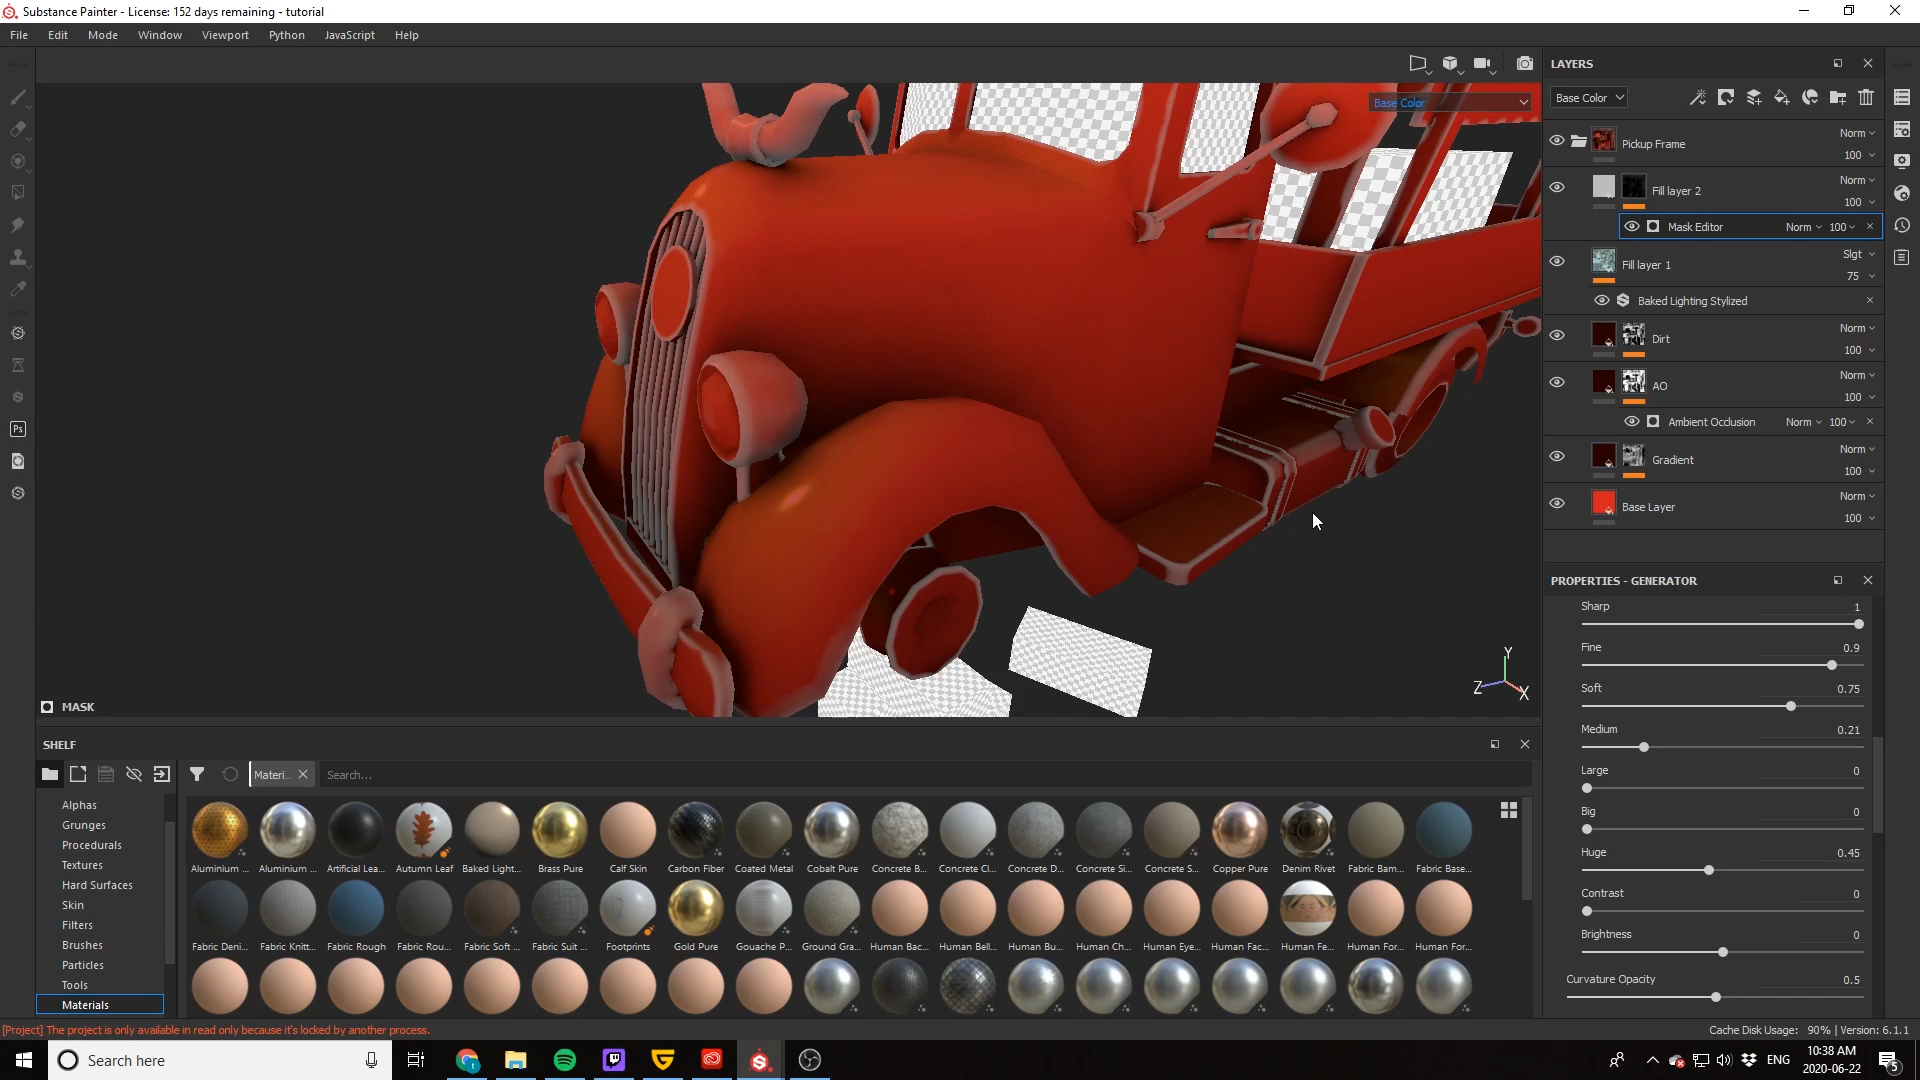 Substance Painter - License: 152 days remaining - tutorial
File Edit Mode Window Viewport Python JavaScript Help
Base Color
MASK
Y
Z
X
LAYERS
Base Color
Pickup Frame Norm 100
Fill layer 2 Norm 100
Mask Editor Norm 100
Fill layer 1 Slgt 75
Baked Lighting Stylized
Dirt Norm 100
AO Norm 100
Ambient Occlusion Norm 100
Gradient Norm 100
Base Layer Norm 100
PROPERTIES - GENERATOR
Sharp 1
Fine 0.9
Soft 0.75
Medium 0.21
Large 0
Big 0
Huge 0.45
Contrast 0
Brightness 0
Curvature Opacity 0.5
Ps
SHELF
Materi.. Search...
Alphas
Grunges
Procedurals
Textures
Hard Surfaces
Skin
Filters
Brushes
Particles
Tools
Materials
Aluminium ... Aluminium ... Artificial Lea... Autumn Leaf Baked Light... Brass Pure Calf Skin Carbon Fiber Coated Metal Cobalt Pure Concrete B... Concrete Cl... Concrete D... Concrete Si... Concrete S... Copper Pure Denim Rivet Fabric Bam... Fabric Base...
Fabric Deni... Fabric Knitt... Fabric Rough Fabric Rou... Fabric Soft ... Fabric Suit ... Footprints Gold Pure Gouache P... Ground Gra... Human Bac... Human Bell... Human Bu... Human Ch... Human Eye... Human Fac... Human Fe... Human For... Human For...
[Project] The project is only available in read only because it's locked by another process.
Cache Disk Usage: 90% | Version: 6.1.1
Search here
ENG
10:38 AM
2020-06-22
5